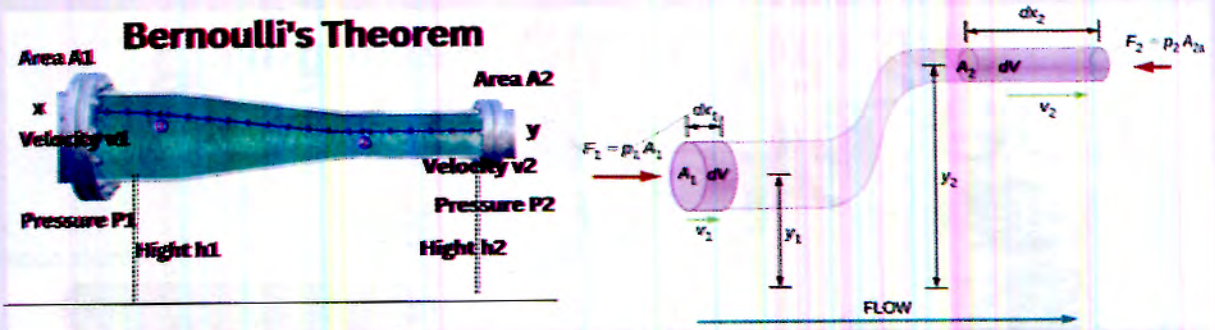 Bernoulli's Theorem
Area A1
Area A2
x
y
Velocity v1
Velocity v2
Pressure P1
Pressure P2
Hight h1
Hight h2
dx₂
F₂ = p₂ A₂ₐ
A₂ dV
v₂
dx₁
F₁ = p₁ A₁
A₁ dV
v₁
y₁
y₂
FLOW